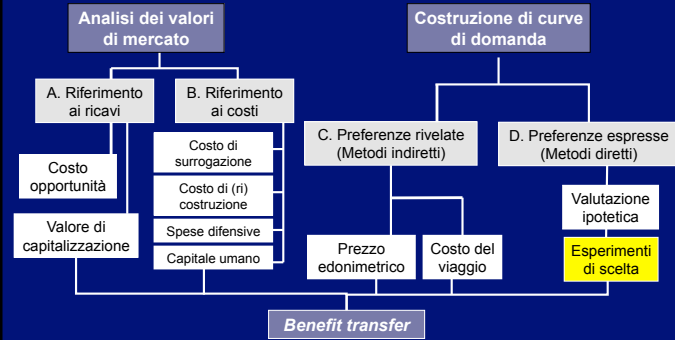 Analisi dei valori
di mercato
Costruzione di curve
di domanda
A. Riferimento
ai ricavi
B. Riferimento
ai costi
C. Preferenze rivelate
(Metodi indiretti)
D. Preferenze espresse
(Metodi diretti)
Costo
opportunità
Valore di
capitalizzazione
Costo di
surrogazione
Costo di (ri)
costruzione
Spese difensive
Capitale umano
Prezzo
edonimetrico
Costo del
viaggio
Valutazione
ipotetica
Esperimenti
di scelta
Benefit transfer